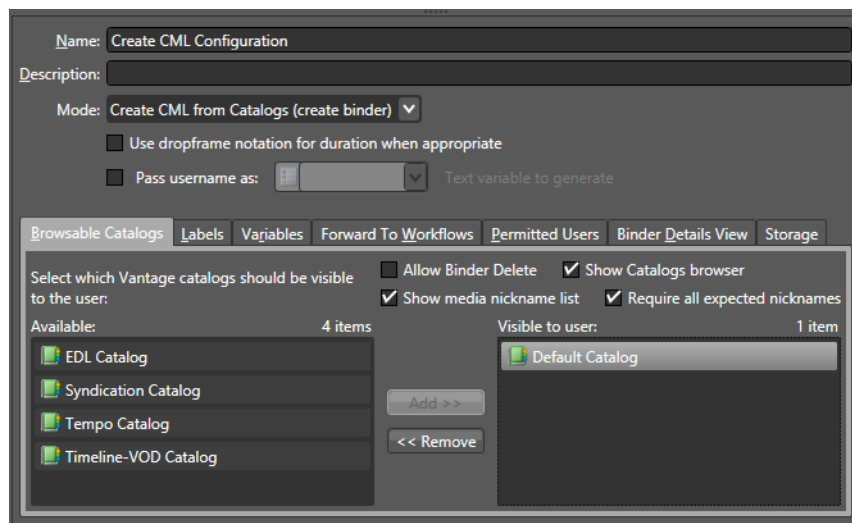 Name: Create CML Configuration
Description:
Mode: Create CML from Catalogs (create binder)
Use dropframe notation for duration when appropriate
Pass username as: Text variable to generate
Browsable Catalogs Labels Variables Forward To Workflows Permitted Users Binder Details View Storage
Select which Vantage catalogs should be visible
to the user:
Allow Binder Delete Show Catalogs browser
Show media nickname list Require all expected nicknames
Available: 4 items
EDL Catalog
Syndication Catalog
Tempo Catalog
Timeline-VOD Catalog
Add >>
<< Remove
Visible to user: 1 item
Default Catalog